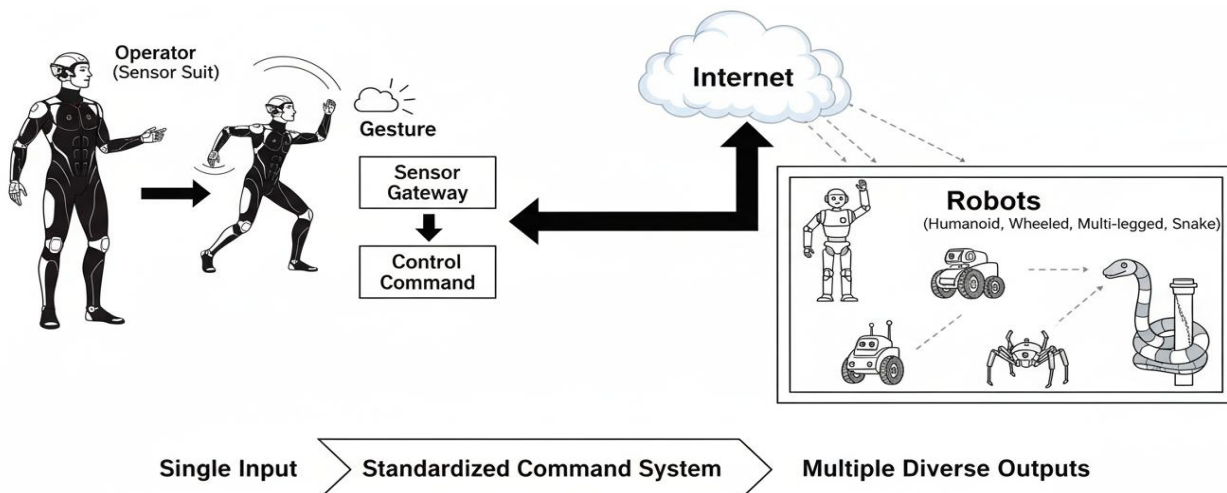 Operator
(Sensor Suit)
Gesture
Sensor
Gateway
Control
Command
Internet
Robots
(Humanoid, Wheeled, Multi-legged, Snake)
Single Input
Standardized Command System
Multiple Diverse Outputs